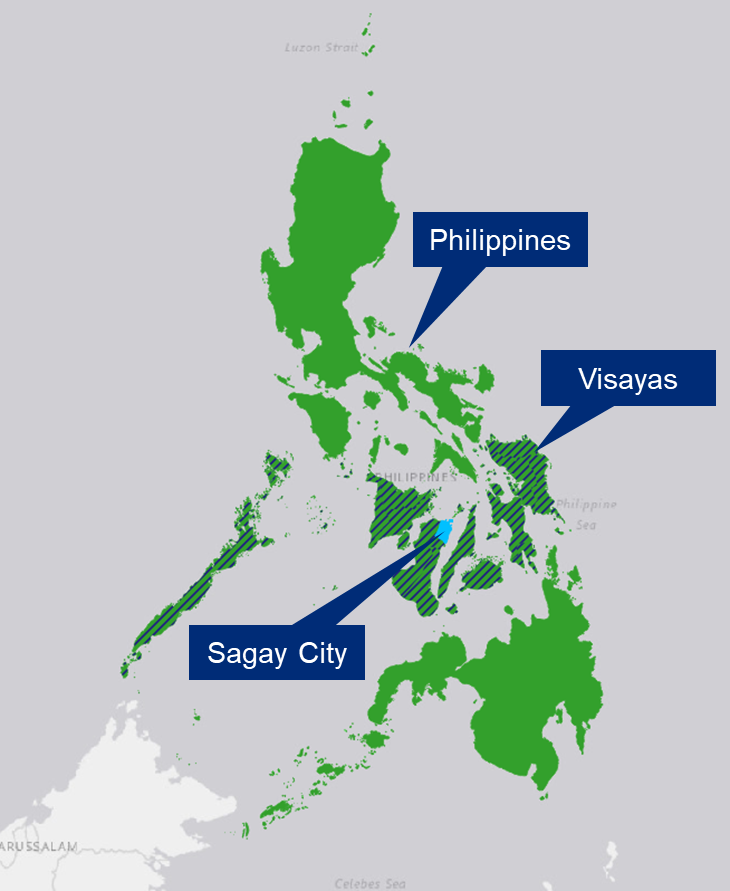 Luzon Strait
Philippines
Visayas
PHILIPPINES
Philippine
Sea
Sagay City
ARUSSALAM
Celebes Sea